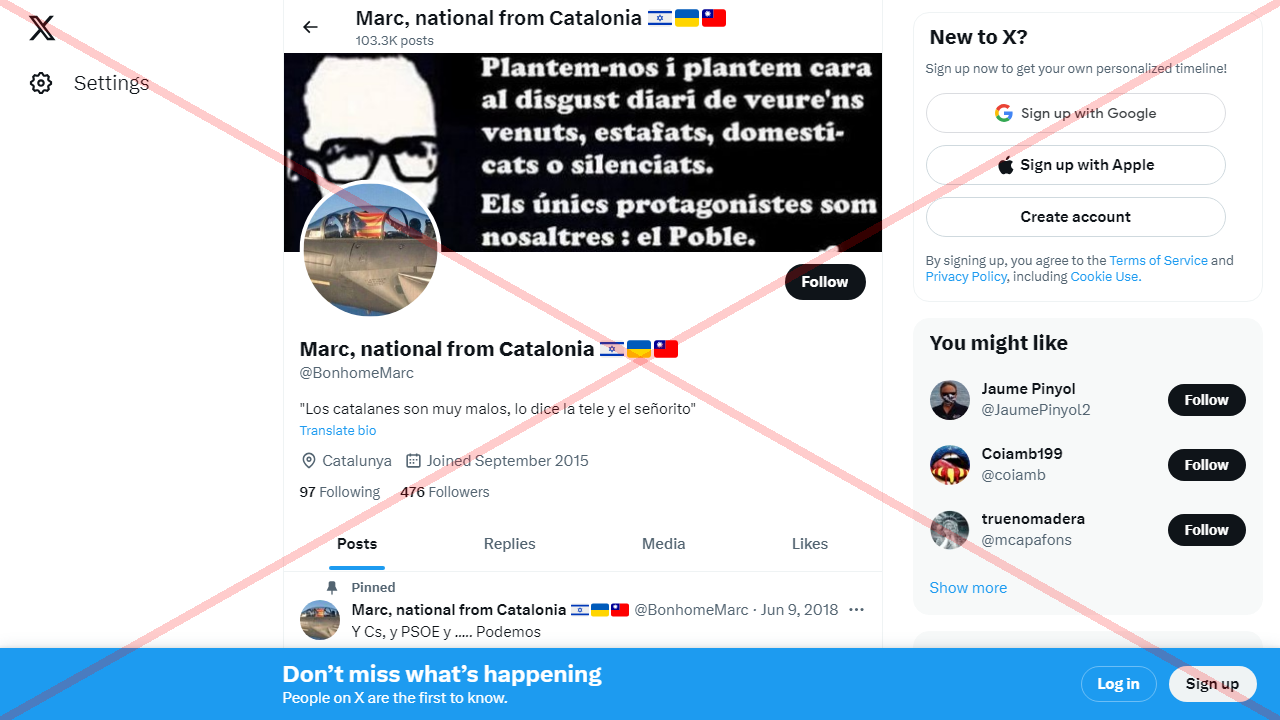 Settings
Marc, national from Catalonia 🇮🇱🇺🇦🇹🇼
103.3K posts
Plantem-nos i plantem cara
al disgust diari de veure'ns
venuts, estafats, domesti-
cats o silenciats.
Els únics protagonistes som
nosaltres : el Poble.
Follow
Marc, national from Catalonia 🇮🇱🇺🇦🇹🇼
@BonhomeMarc
"Los catalanes son muy malos, lo dice la tele y el señorito"
Translate bio
Catalunya Joined September 2015
97 Following 476 Followers
Posts Replies Media Likes
Pinned
Marc, national from Catalonia 🇮🇱🇺🇦🇹🇼 @BonhomeMarc · Jun 9, 2018
Y Cs, y PSOE y ..... Podemos
New to X?
Sign up now to get your own personalized timeline!
Sign up with Google
Sign up with Apple
Create account
By signing up, you agree to the Terms of Service and
Privacy Policy, including Cookie Use.
You might like
Jaume Pinyol
@JaumePinyol2
Follow
Coiamb199
@coiamb
Follow
truenomadera
@mcapafons
Follow
Show more
Don’t miss what’s happening
People on X are the first to know.
Log in
Sign up